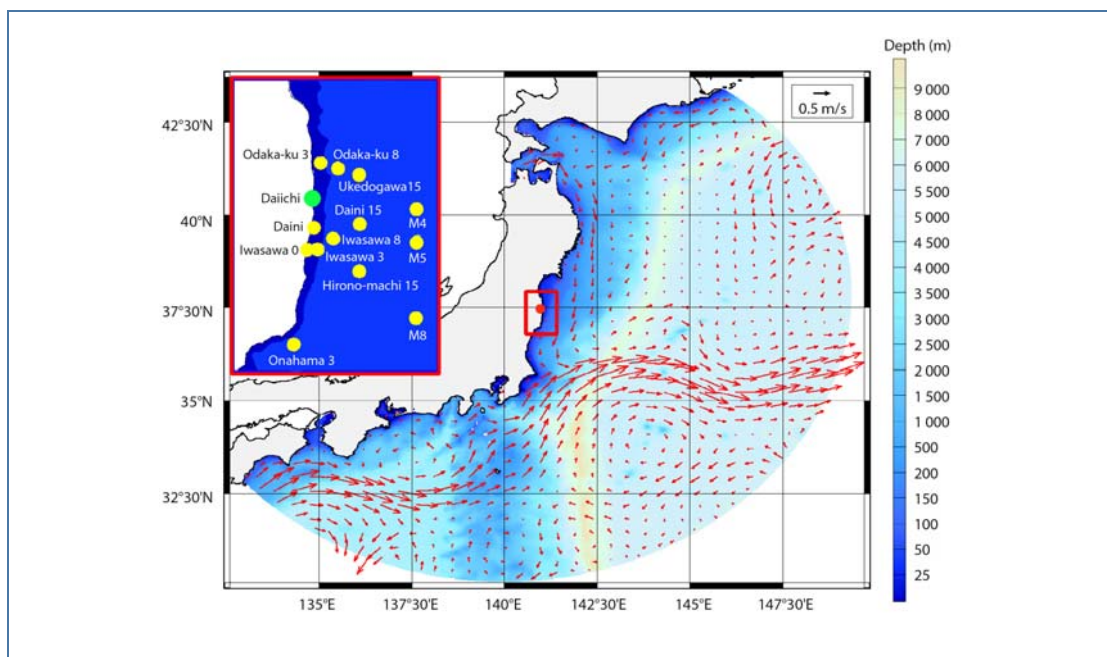 Depth (m)
0.5 m/s
9 000
8 000
7 000
6 000
5 500
5 000
4 500
4 000
3 500
3 000
2 500
2 000
1 500
500
200
150
100
50
25
42°30'N
40°N
37°30'N
35°N
32°30'N
135°E
137°30'E
140°E
142°30'E
145°E
147°30'E
Odaka-ku 3
Odaka-ku 8
Ukedogawa15
Daiichi
Daini 15
M4
Daini
Iwasawa 8
M5
Iwasawa 0
Iwasawa 3
Hirono-machi 15
M8
Onahama 3